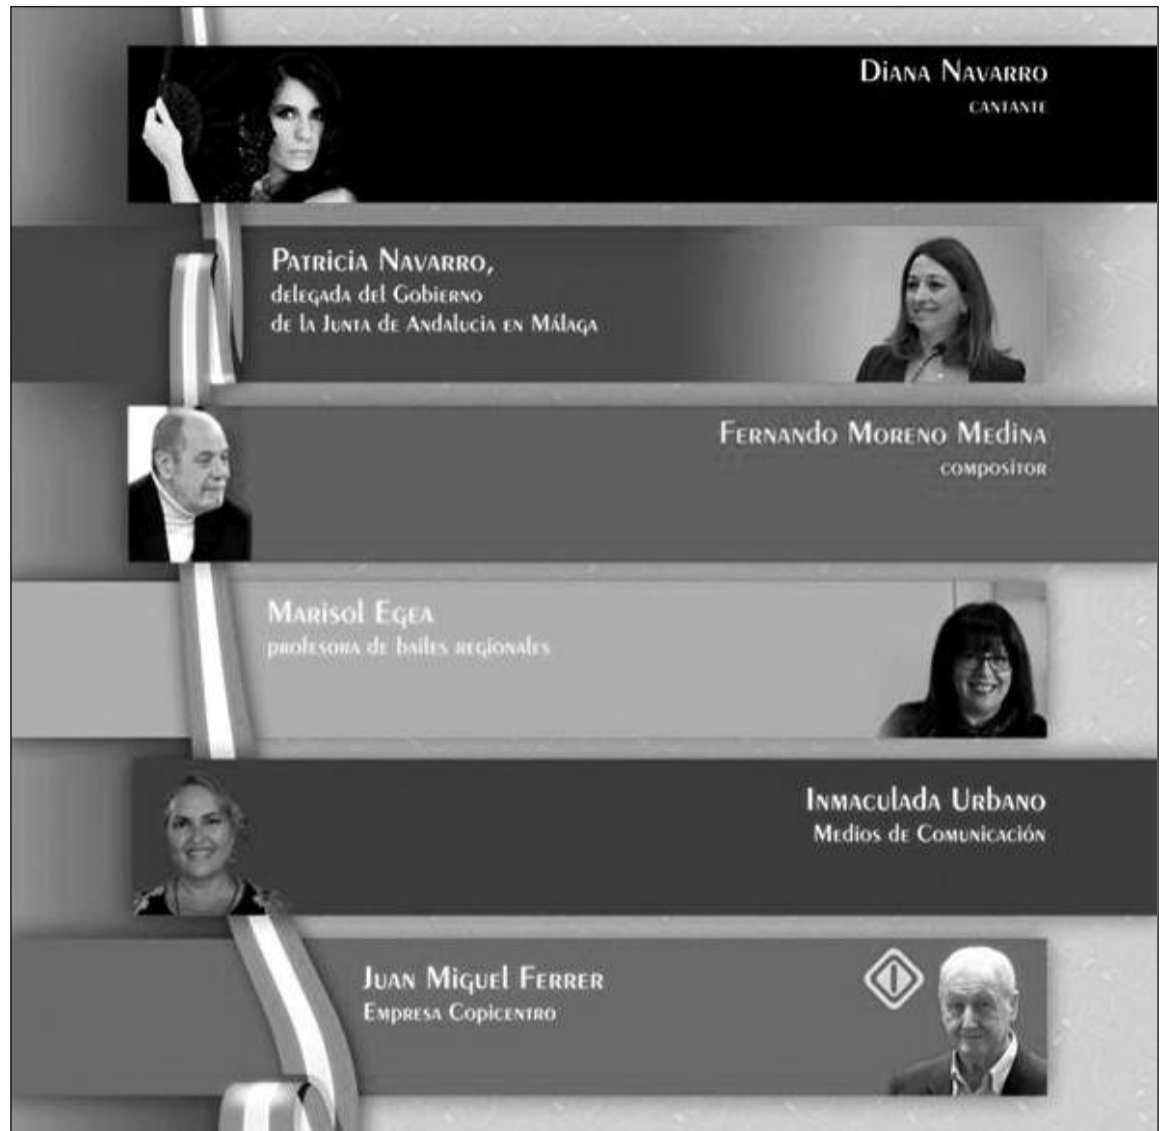 Diana Navarro
cantante
Patricia Navarro,
delegada del Gobierno
de la Junta de Andalucia en Málaga
Fernando Moreno Medina
compositor
Marisol Egea
profesora de bailes regionales
Inmaculada Urbano
Medios de Comunicación
Juan Miguel Ferrer
Empresa Copicentro